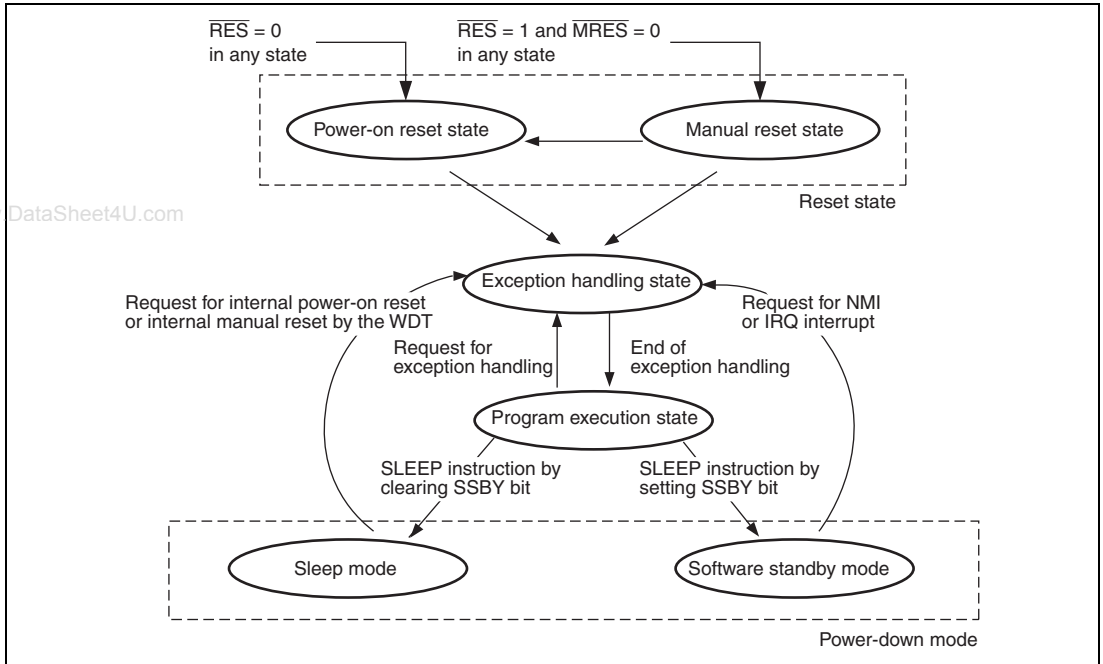 R̅E̅S̅ = 0
in any state
R̅E̅S̅ = 1 and M̅R̅E̅S̅ = 0
in any state
Power-on reset state
Manual reset state
Reset state
.DataSheet4U.com
Exception handling state
Request for internal power-on reset
or internal manual reset by the WDT
Request for NMI
or IRQ interrupt
Request for
exception handling
End of
exception handling
Program execution state
SLEEP instruction by
clearing SSBY bit
SLEEP instruction by
setting SSBY bit
Sleep mode
Software standby mode
Power-down mode